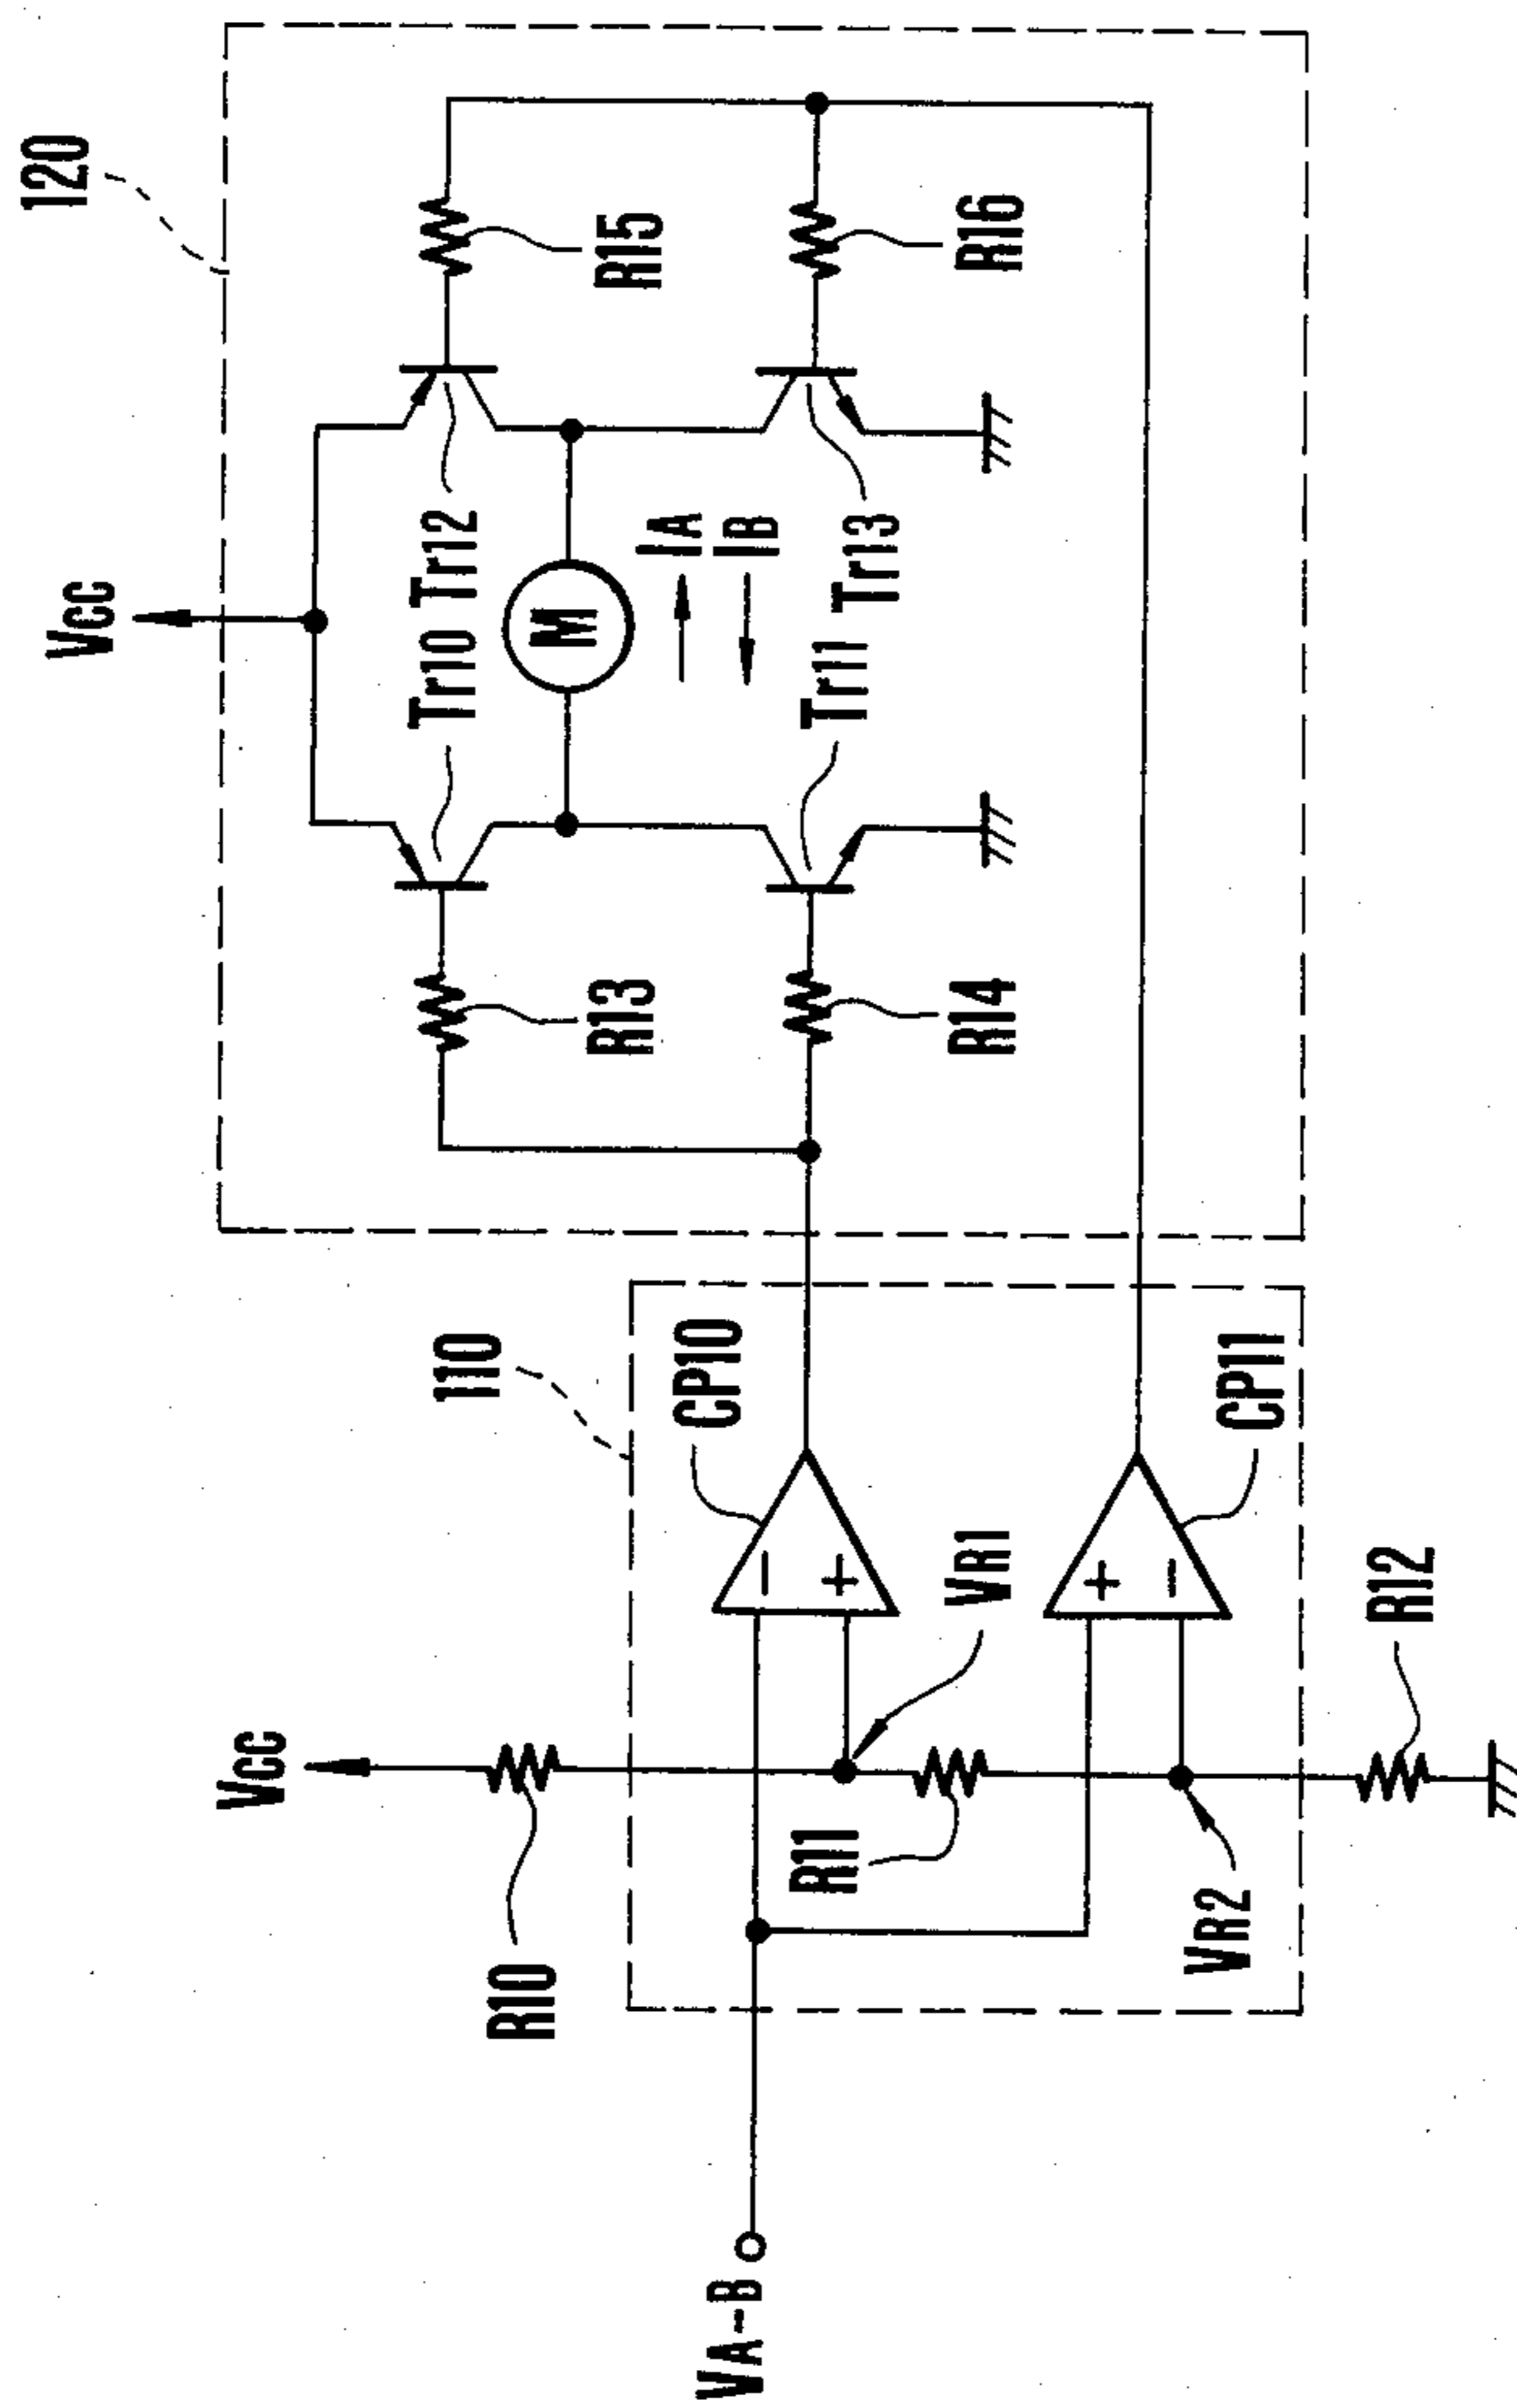 120
VCC
R15
Tr10 Tr12
M
IA
IB
R16
R13
Tr11 Tr13
R14
VCC
110
CP10
R10
VR1
CP11
R11
VA-B
VR2
R12
+
−
+
−